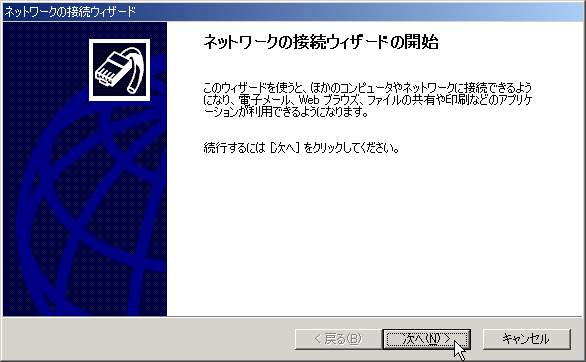 ネットワークの接続ウィザード
ネットワークの接続ウィザードの開始
このウィザードを使うと、ほかのコンピュータやネットワークに接続できるよう
になり、電子メール、Web ブラウズ、ファイルの共有や印刷などのアプリケ
ーションが利用できるようになります。
続行するには [次へ] をクリックしてください。
< 戻る(B)
次へ(N) >
キャンセル